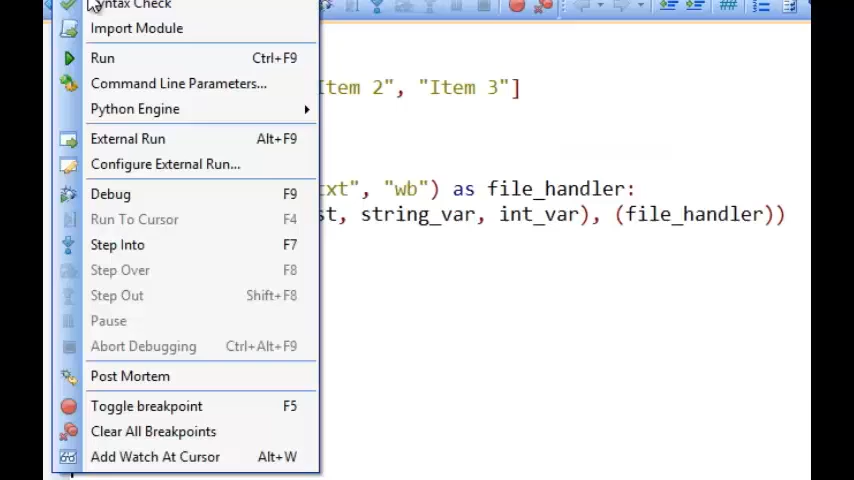 Syntax Check
Import Module
Run Ctrl+F9
Command Line Parameters...
Python Engine
External Run Alt+F9
Configure External Run...
Debug F9
Run To Cursor F4
Step Into F7
Step Over F8
Step Out Shift+F8
Pause
Abort Debugging Ctrl+Alt+F9
Post Mortem
Toggle breakpoint F5
Clear All Breakpoints
Add Watch At Cursor Alt+W
Item 2", "Item 3"]
txt", "wb") as file_handler:
st, string_var, int_var), (file_handler))